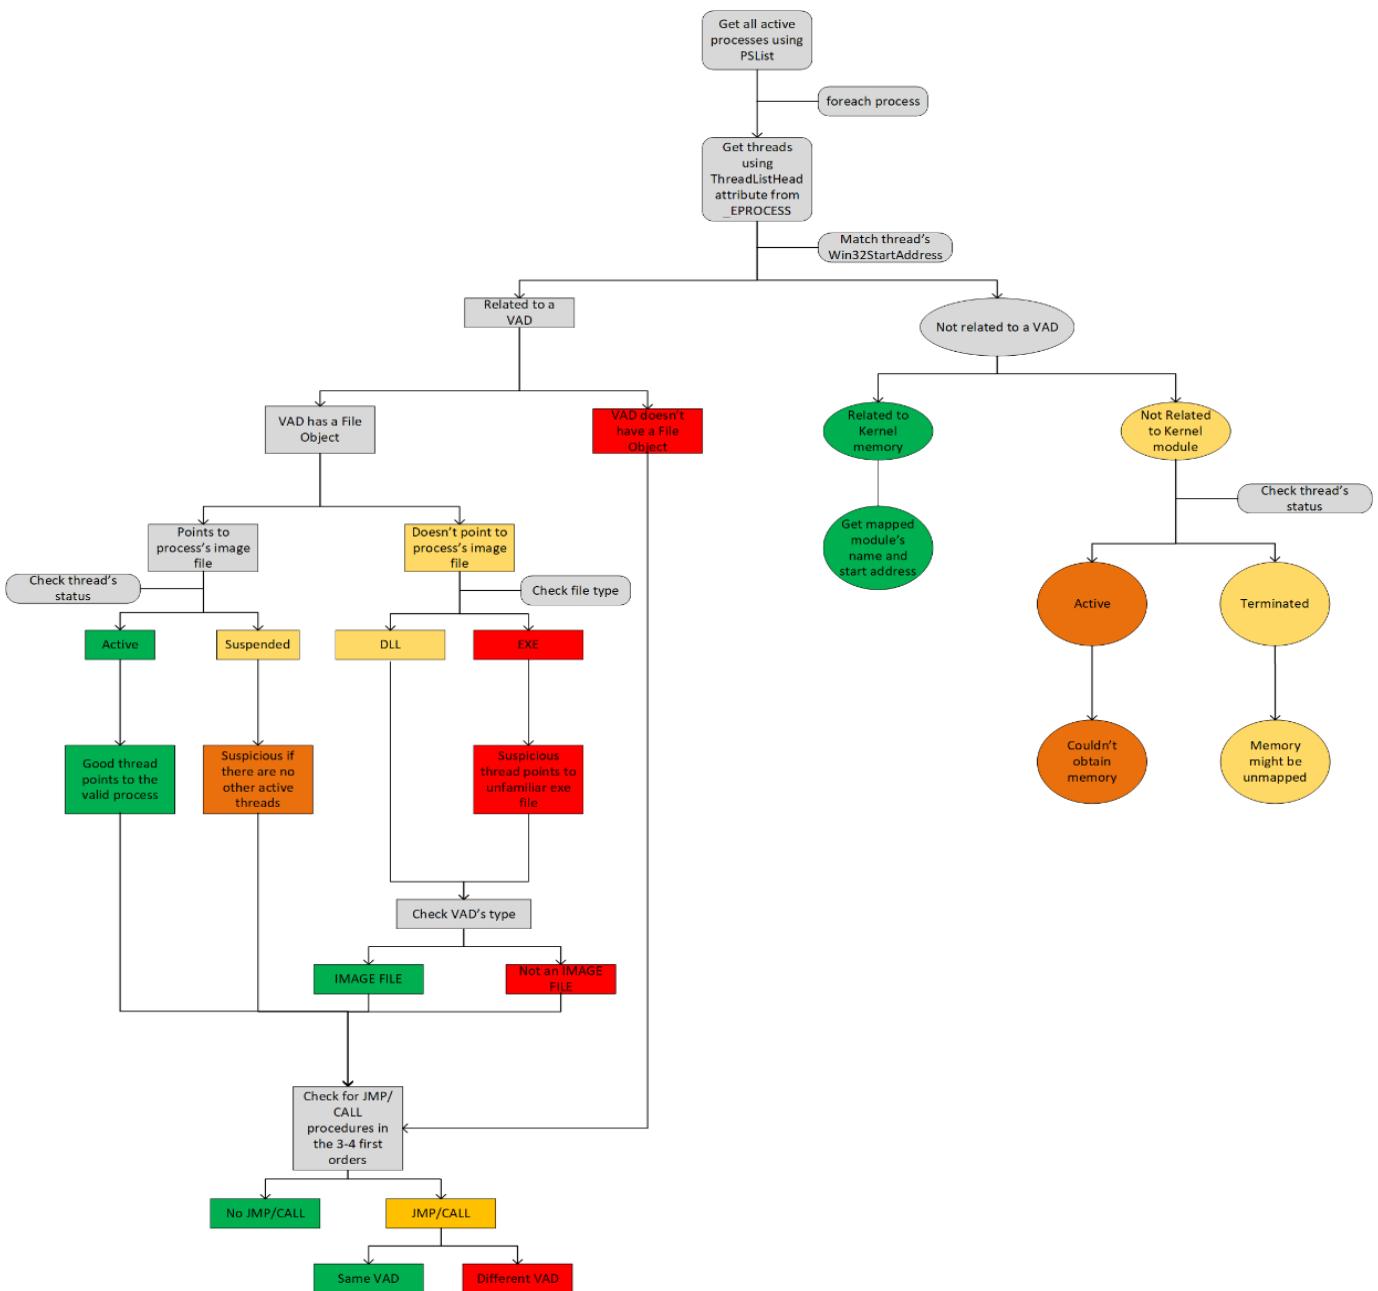 Get all active
processes using
PSList
foreach process
Get threads
using
ThreadListHead
attribute from
_EPROCESS
Match thread's
Win32StartAddress
Related to a
VAD
Not related to a VAD
VAD has a File
Object
VAD doesn't
have a File
Object
Related to
Kernel
memory
Not Related
to Kernel
module
Check thread's
status
Points to
process's image
file
Doesn't point to
process's image
file
Get mapped
module's
name and
start address
Check thread's
status
Check file type
Active
Terminated
Active
Suspended
DLL
EXE
Good thread
points to the
valid process
Suspicious if
there are no
other active
threads
Suspicious
thread points to
unfamiliar exe
file
Couldn't
obtain
memory
Memory
might be
unmapped
Check VAD's type
IMAGE FILE
Not an IMAGE
FILE
Check for JMP/
CALL
procedures in
the 3-4 first
orders
No JMP/CALL
JMP/CALL
Same VAD
Different VAD